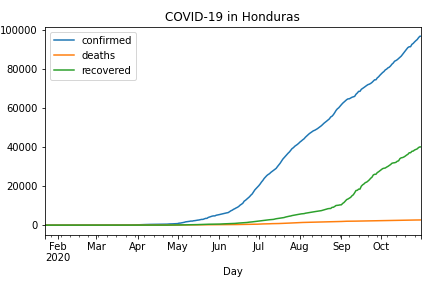 COVID-19 in Honduras
confirmed
deaths
recovered
100000
80000
60000
40000
20000
0
Feb Mar Apr May Jun Jul Aug Sep Oct
2020
Day